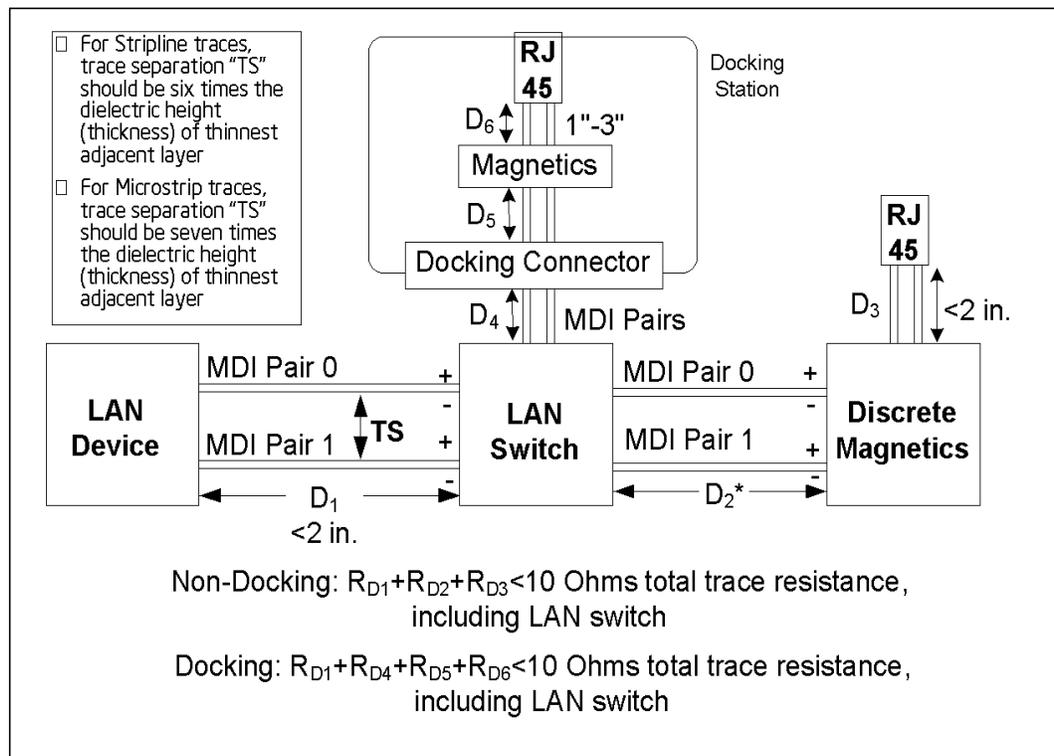 □ For Stripline traces,
trace separation “TS”
should be six times the
dielectric height
(thickness) of thinnest
adjacent layer
□ For Microstrip traces,
trace separation “TS”
should be seven times
the dielectric height
(thickness) of thinnest
adjacent layer
RJ
45
Docking
Station
D6
1"-3"
Magnetics
D5
Docking Connector
D4
MDI Pairs
RJ
45
D3
<2 in.
LAN
Device
MDI Pair 0
+
-
TS
MDI Pair 1
+
-
D1
<2 in.
LAN
Switch
MDI Pair 0
+
-
MDI Pair 1
+
-
D2*
Discrete
Magnetics
Non-Docking: RD1+RD2+RD3<10 Ohms total trace resistance,
including LAN switch
Docking: RD1+RD4+RD5+RD6<10 Ohms total trace resistance,
including LAN switch